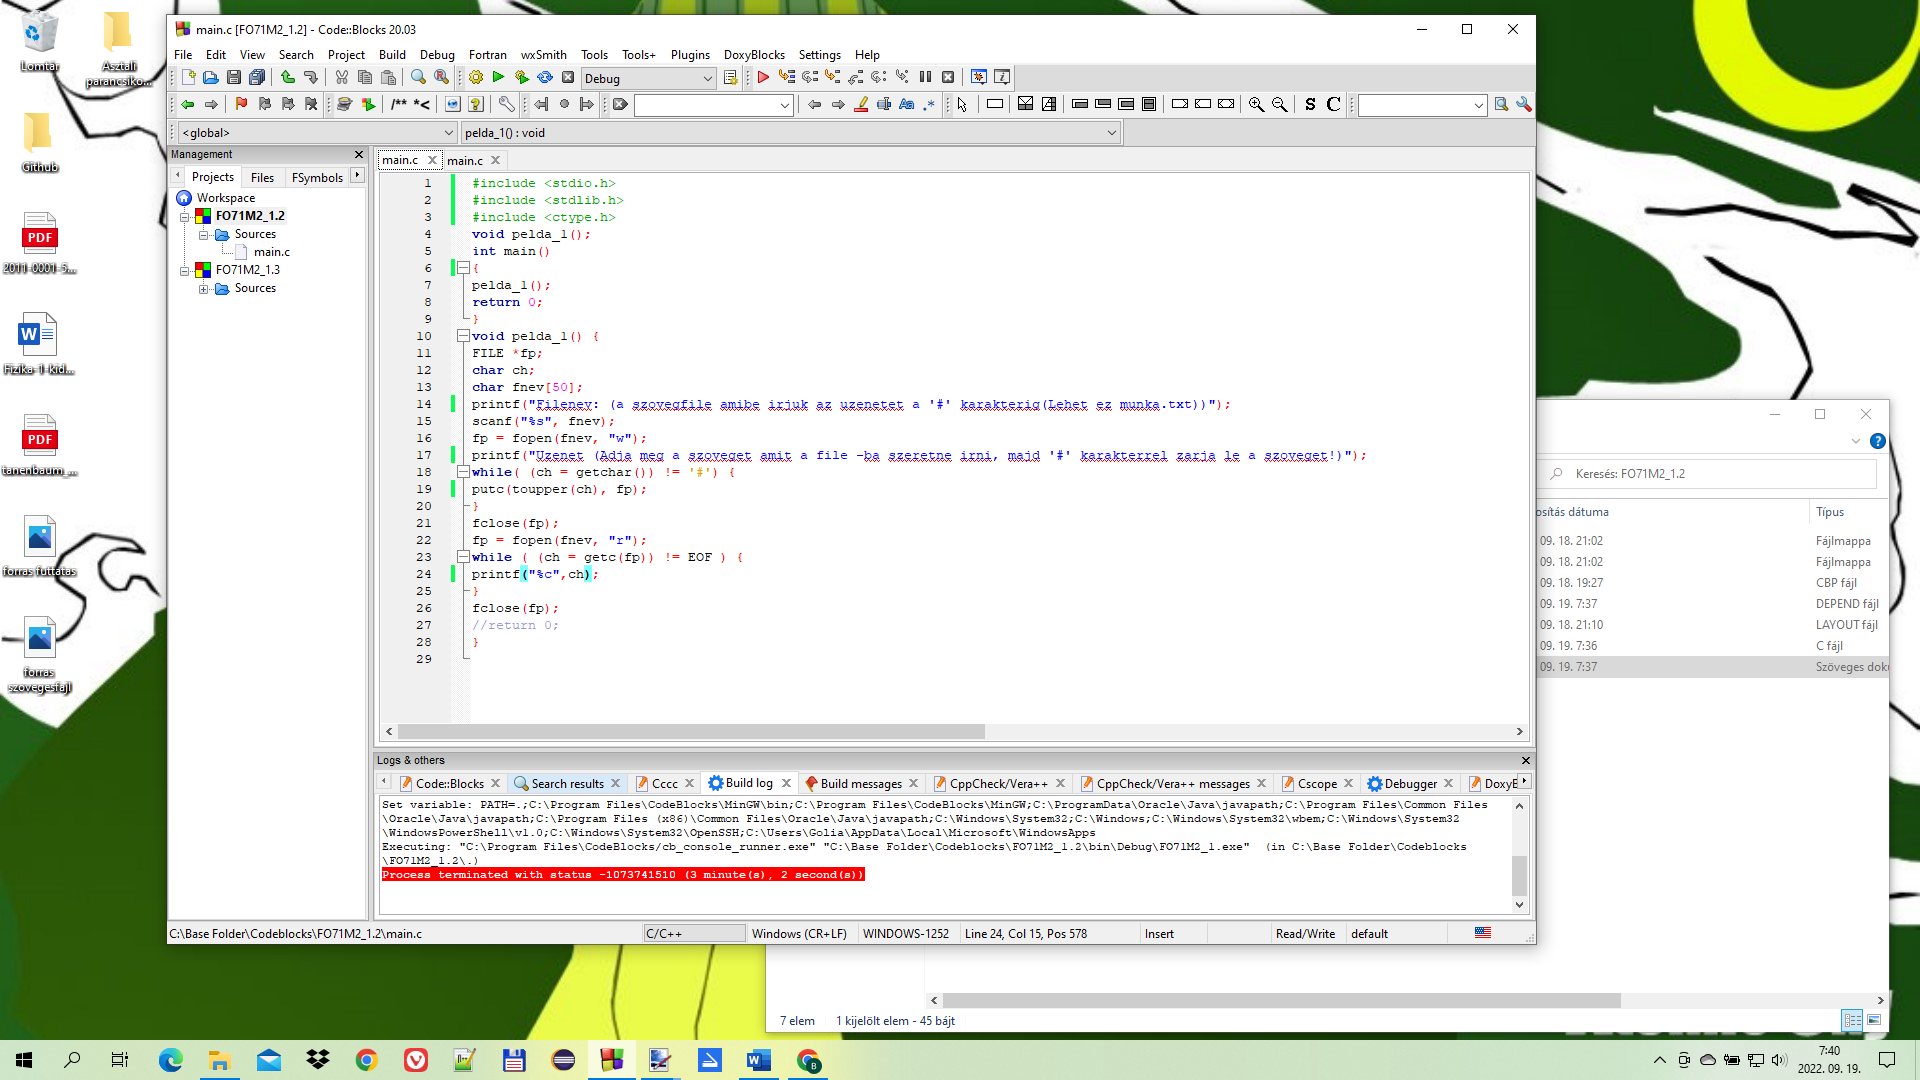 Lomtár
Asztali
parancsiko...
Github
PDF
2011-0001-5...
W
Fizika-1-kid...
PDF
tanenbaum_...
forras futtatas
forras
szovegesfajl
main.c [FO71M2_1.2] - Code::Blocks 20.03
File Edit View Search Project Build Debug Fortran wxSmith Tools Tools+ Plugins DoxyBlocks Settings Help
Debug
/** *<
S C
<global>
pelda_1() : void
Management
Projects Files FSymbols
Workspace
FO71M2_1.2
Sources
main.c
FO71M2_1.3
Sources
main.c main.c
1 #include <stdio.h>
2 #include <stdlib.h>
3 #include <ctype.h>
4 void pelda_1();
5 int main()
6 {
7 pelda_1();
8 return 0;
9 }
10 void pelda_1() {
11 FILE *fp;
12 char ch;
13 char fnev[50];
14 printf("Filenev: (a szovegfile amibe irjuk az uzenetet a '#' karakterig(Lehet ez munka.txt))");
15 scanf("%s", fnev);
16 fp = fopen(fnev, "w");
17 printf("Uzenet (Adja meg a szoveget amit a file -ba szeretne irni, majd '#' karakterrel zarja le a szoveget!)");
18 while( (ch = getchar()) != '#') {
19 putc(toupper(ch), fp);
20 }
21 fclose(fp);
22 fp = fopen(fnev, "r");
23 while ( (ch = getc(fp)) != EOF ) {
24 printf("%c",ch);
25 }
26 fclose(fp);
27 //return 0;
28 }
29
Logs & others
Code::Blocks Search results Cccc Build log Build messages CppCheck/Vera++ CppCheck/Vera++ messages Cscope Debugger DoxyB
Set variable: PATH=.;C:\Program Files\CodeBlocks\MinGW\bin;C:\Program Files\CodeBlocks\MinGW;C:\ProgramData\Oracle\Java\javapath;C:\Program Files\Common Files
\Oracle\Java\javapath;C:\Program Files (x86)\Common Files\Oracle\Java\javapath;C:\Windows\System32;C:\Windows;C:\Windows\System32\wbem;C:\Windows\System32
\WindowsPowerShell\v1.0;C:\Windows\System32\OpenSSH;C:\Users\Golia\AppData\Local\Microsoft\WindowsApps
Executing: "C:\Program Files\CodeBlocks/cb_console_runner.exe" "C:\Base Folder\Codeblocks\FO71M2_1.2\bin\Debug\FO71M2_1.exe"  (in C:\Base Folder\Codeblocks
\FO71M2_1.2\.)
Process terminated with status -1073741510 (3 minute(s), 2 second(s))
C:\Base Folder\Codeblocks\FO71M2_1.2\main.c C/C++ Windows (CR+LF) WINDOWS-1252 Line 24, Col 15, Pos 578 Insert Read/Write default
Keresés: FO71M2_1.2
osítás dátuma Típus
09. 18. 21:02 Fájlmappa
09. 18. 21:02 Fájlmappa
09. 18. 19:27 CBP fájl
09. 19. 7:37 DEPEND fájl
09. 18. 21:10 LAYOUT fájl
09. 19. 7:36 C fájl
09. 19. 7:37 Szöveges doku
7 elem 1 kijelölt elem - 45 bájt
7:40
2022. 09. 19.